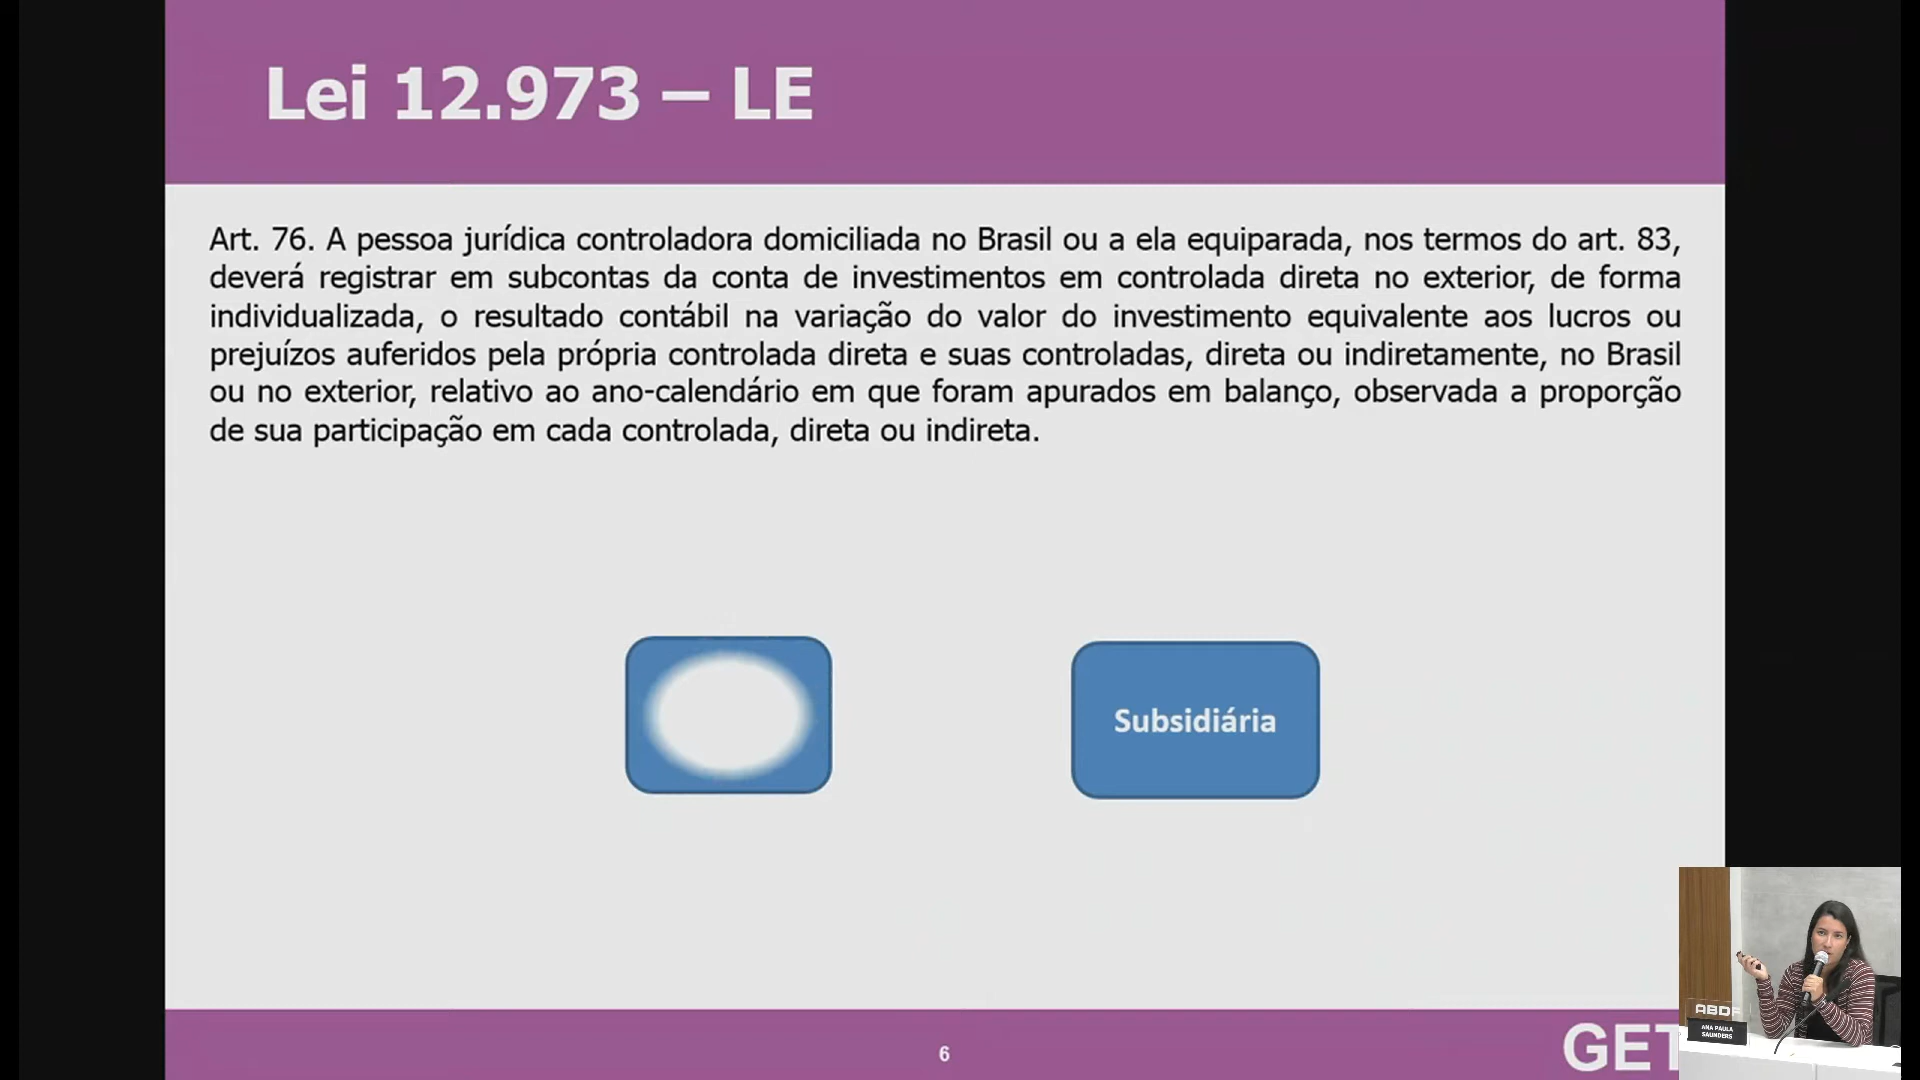 Lei 12.973 – LE
Art. 76. A pessoa jurídica controladora domiciliada no Brasil ou a ela equiparada, nos termos do art. 83,
deverá registrar em subcontas da conta de investimentos em controlada direta no exterior, de forma
individualizada, o resultado contábil na variação do valor do investimento equivalente aos lucros ou
prejuízos auferidos pela própria controlada direta e suas controladas, direta ou indiretamente, no Brasil
ou no exterior, relativo ao ano-calendário em que foram apurados em balanço, observada a proporção
de sua participação em cada controlada, direta ou indireta.
Subsidiária
6
GET
ABDF
ANA PAULA
SAUNDERS